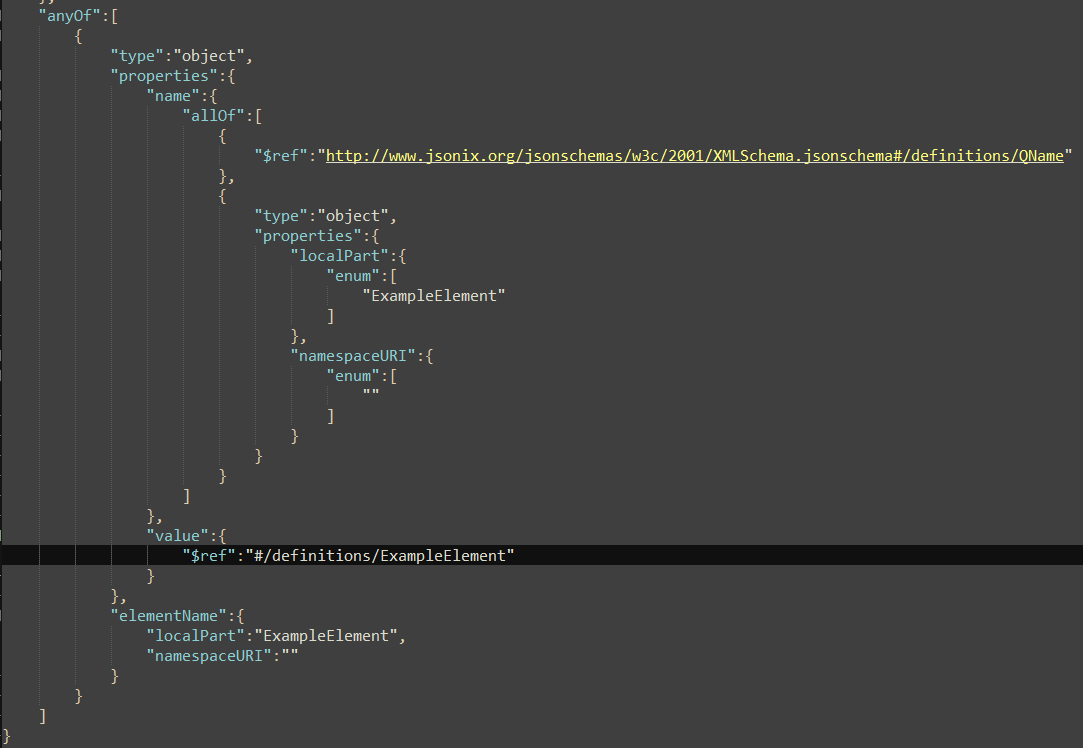 },
"anyOf":[
{
"type":"object",
"properties":{
"name":{
"allOf":[
{
"$ref":"http://www.jsonix.org/jsonschemas/w3c/2001/XMLSchema.jsonschema#/definitions/QName"
},
{
"type":"object",
"properties":{
"localPart":{
"enum":[
"ExampleElement"
]
},
"namespaceURI":{
"enum":[
""
]
}
}
}
]
},
"value":{
"$ref":"#/definitions/ExampleElement"
}
},
"elementName":{
"localPart":"ExampleElement",
"namespaceURI":""
}
}
]
}